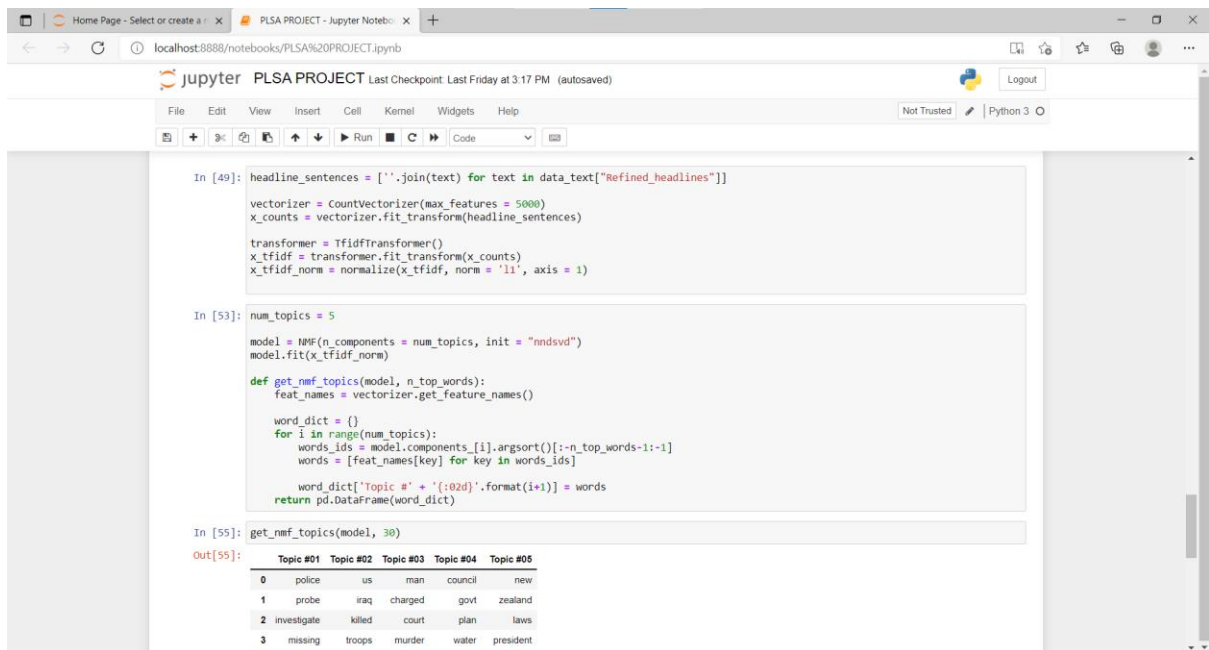 Home Page - Select or create a n
PLSA PROJECT - Jupyter Noteboo
localhost:8888/notebooks/PLSA%20PROJECT.ipynb
jupyter PLSA PROJECT Last Checkpoint: Last Friday at 3:17 PM (autosaved)
Logout
File Edit View Insert Cell Kernel Widgets Help
Not Trusted Python 3
Run Code
In [49]: headline_sentences = [''.join(text) for text in data_text["Refined_headlines"]]
vectorizer = CountVectorizer(max_features = 5000)
x_counts = vectorizer.fit_transform(headline_sentences)
transformer = TfidfTransformer()
x_tfidf = transformer.fit_transform(x_counts)
x_tfidf_norm = normalize(x_tfidf, norm = 'l1', axis = 1)
In [53]: num_topics = 5
model = NMF(n_components = num_topics, init = "nndsvd")
model.fit(x_tfidf_norm)
def get_nmf_topics(model, n_top_words):
feat_names = vectorizer.get_feature_names()
word_dict = {}
for i in range(num_topics):
words_ids = model.components_[i].argsort()[:-n_top_words-1:-1]
words = [feat_names[key] for key in words_ids]
word_dict['Topic #' + '{:02d}'.format(i+1)] = words
return pd.DataFrame(word_dict)
In [55]: get_nmf_topics(model, 30)
Out[55]:
Topic #01 Topic #02 Topic #03 Topic #04 Topic #05
0 police us man council new
1 probe iraq charged govt zealand
2 investigate killed court plan laws
3 missing troops murder water president